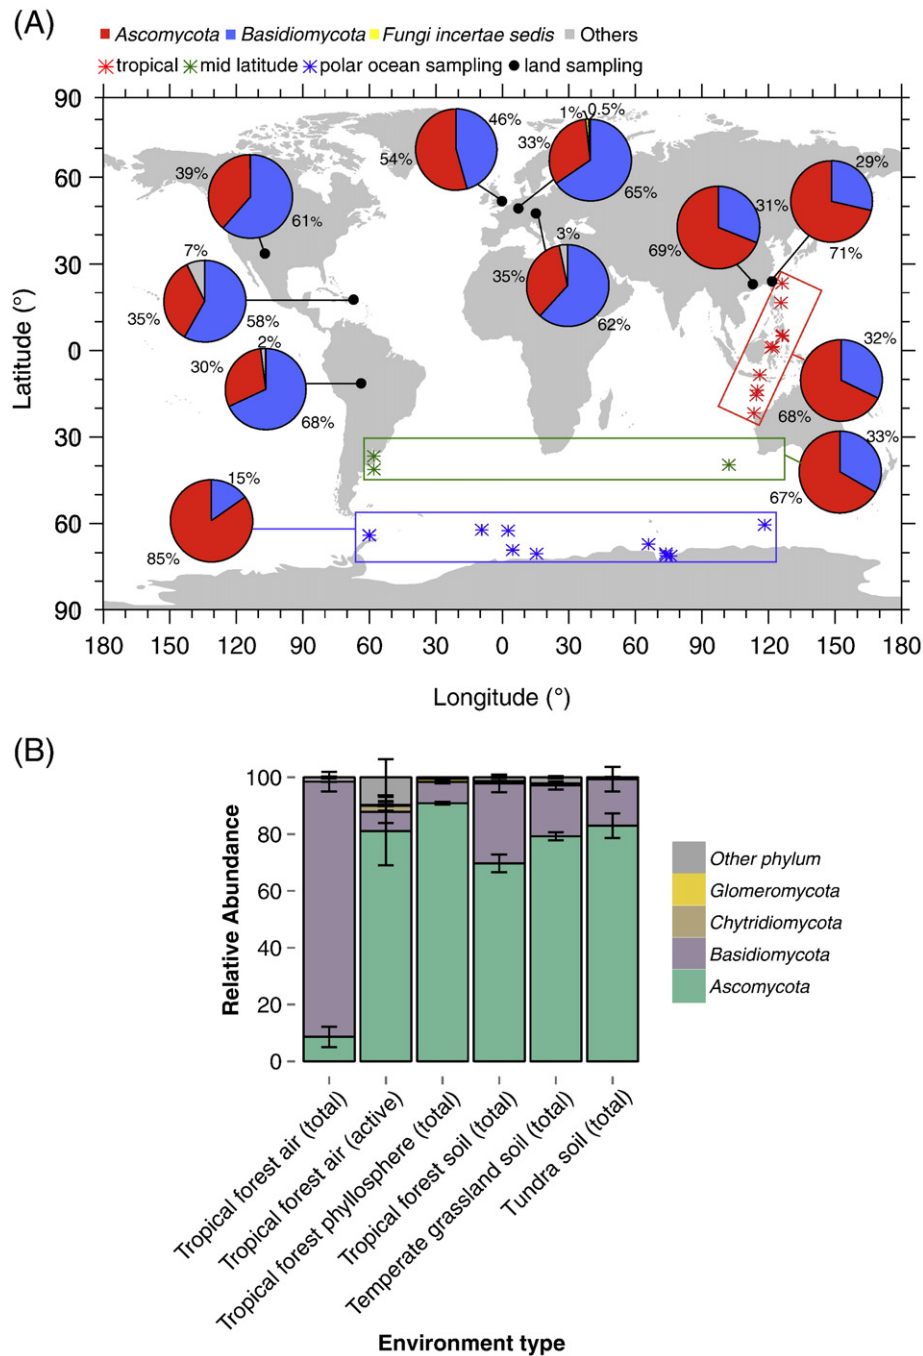 (A)
Ascomycota Basidiomycota Fungi incertae sedis Others
tropical mid latitude polar ocean sampling land sampling
90
60
30
0
30
60
90
Latitude (°)
39%
61%
54%
46%
33%
1%
0.5%
65%
69%
31%
29%
71%
7%
35%
58%
3%
35%
62%
2%
30%
68%
32%
68%
33%
67%
15%
85%
180 150 120 90 60 30 0 30 60 90 120 150 180
Longitude (°)
(B)
100
80
60
40
20
0
Relative Abundance
Other phylum
Glomeromycota
Chytridiomycota
Basidiomycota
Ascomycota
Tropical forest air (total)
Tropical forest air (active)
Tropical forest phyllosphere (total)
Tropical forest soil (total)
Temperate grassland soil (total)
Tundra soil (total)
Environment type